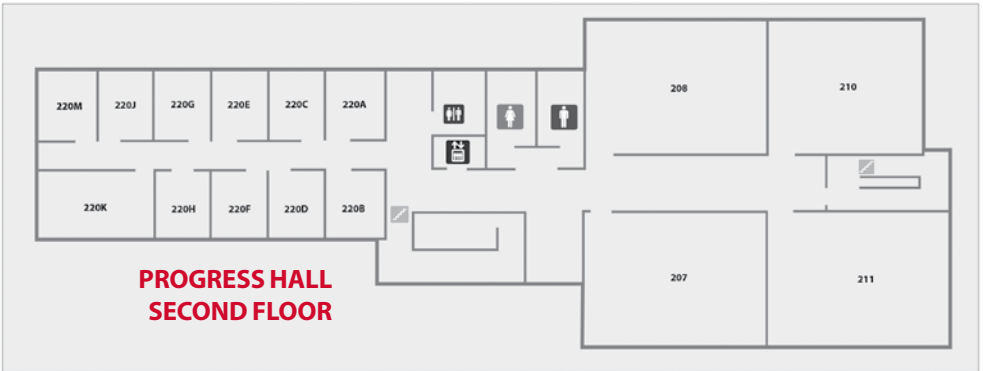 208
210
220M
220J
220G
220E
220C
220A
220K
220H
220F
220D
220B
207
211
PROGRESS HALL
SECOND FLOOR